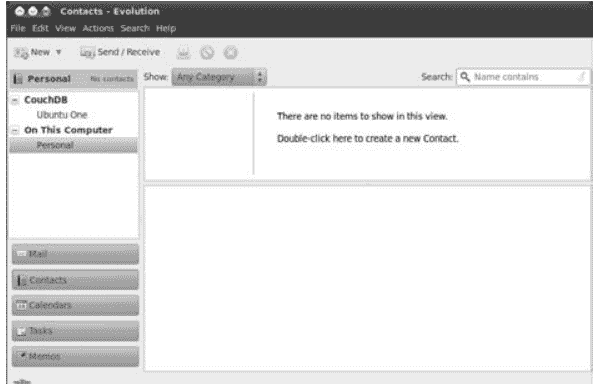 Contacts - Evolution
File Edit View Actions Search Help
New Send / Receive
Personal No contacts Show: Any Category Search: Name contains
CouchDB
Ubuntu One
On This Computer
Personal
There are no items to show in this view.
Double-click here to create a new Contact.
Mail
Contacts
Calendars
Tasks
Memos